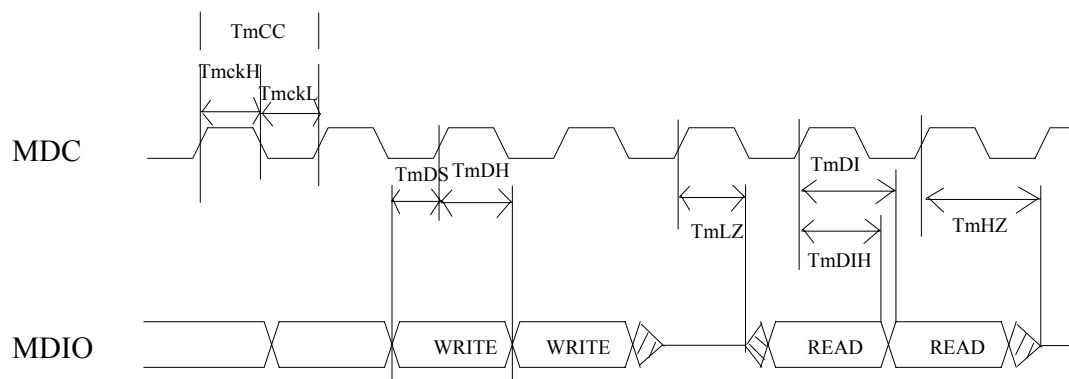 TmCC
TmckH
TmckL
MDC
TmDS TmDH
TmDI
TmLZ
TmHZ
TmDIH
MDIO
WRITE WRITE READ READ